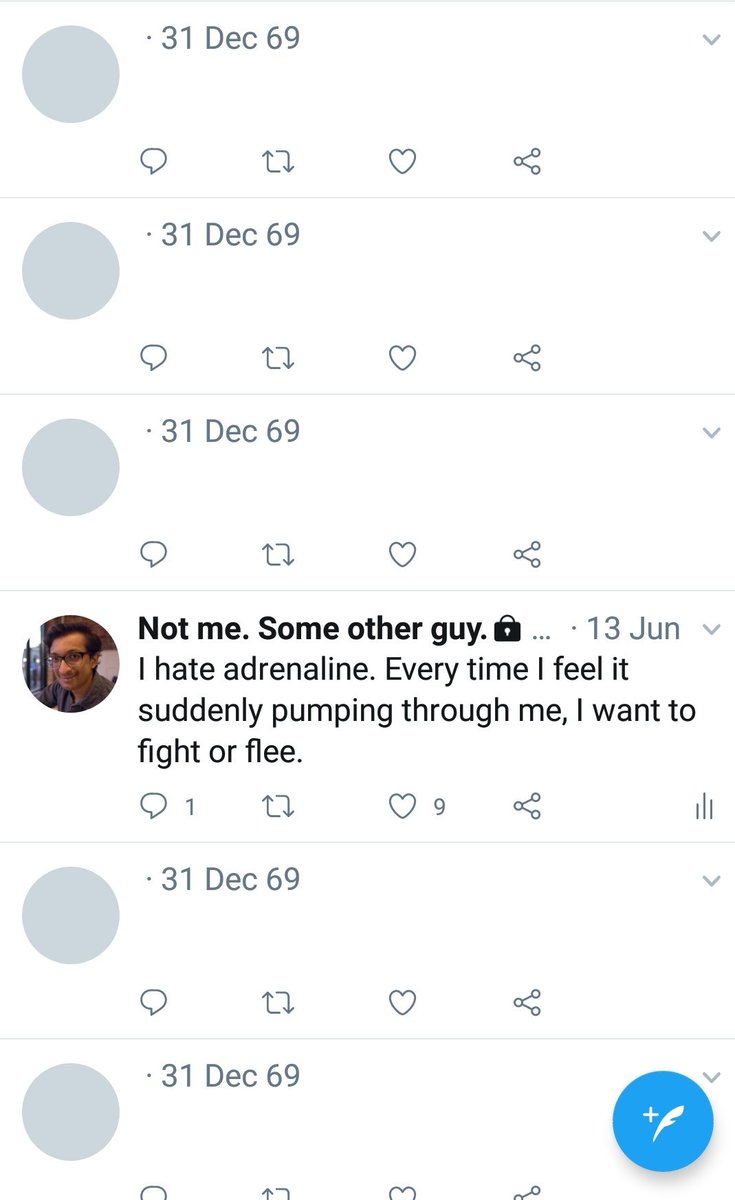 · 31 Dec 69
· 31 Dec 69
· 31 Dec 69
Not me. Some other guy. ... · 13 Jun
I hate adrenaline. Every time I feel it
suddenly pumping through me, I want to
fight or flee.
1 9
· 31 Dec 69
· 31 Dec 69